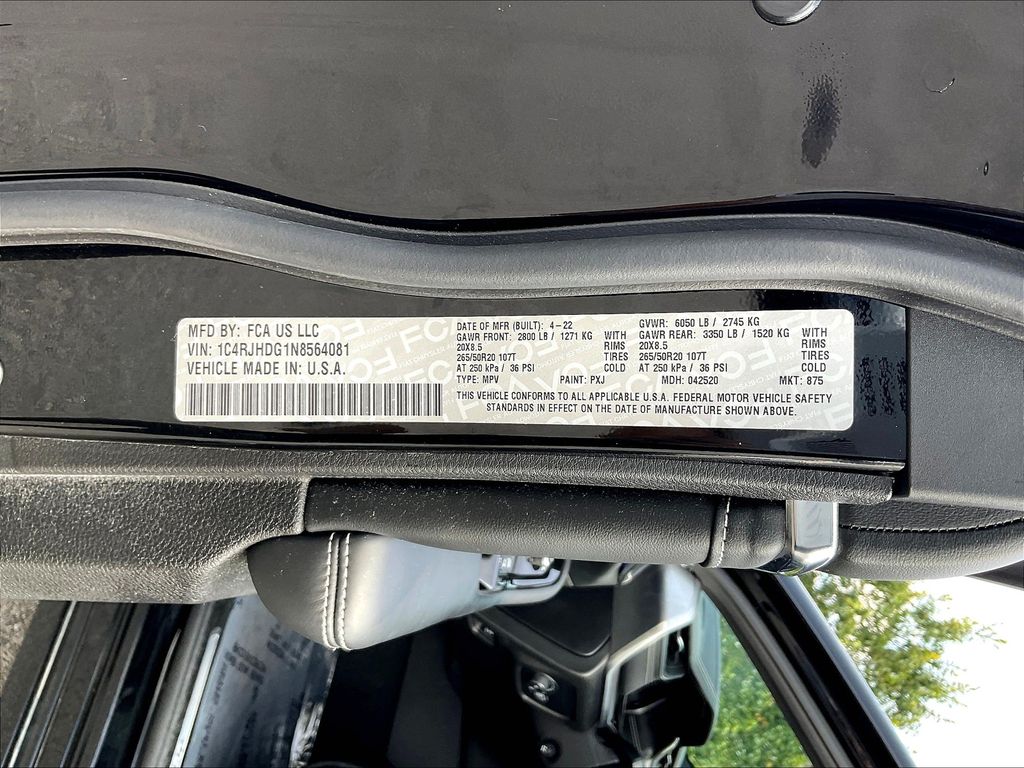 MFD BY: FCA US LLC
VIN: 1C4RJHDG1N8564081
VEHICLE MADE IN: U.S.A.
DATE OF MFR (BUILT): 4-22 GVWR: 6050 LB / 2745 KG
GAWR FRONT: 2800 LB / 1271 KG WITH GAWR REAR: 3350 LB / 1520 KG WITH
20X8.5 RIMS 20X8.5 RIMS
265/50R20 107T TIRES 265/50R20 107T TIRES
AT 250 kPa / 36 PSI COLD AT 250 kPa / 36 PSI COLD
TYPE: MPV PAINT: PXJ MDH: 042520 MKT: 875
THIS VEHICLE CONFORMS TO ALL APPLICABLE U.S.A. FEDERAL MOTOR VEHICLE SAFETY
STANDARDS IN EFFECT ON THE DATE OF MANUFACTURE SHOWN ABOVE.